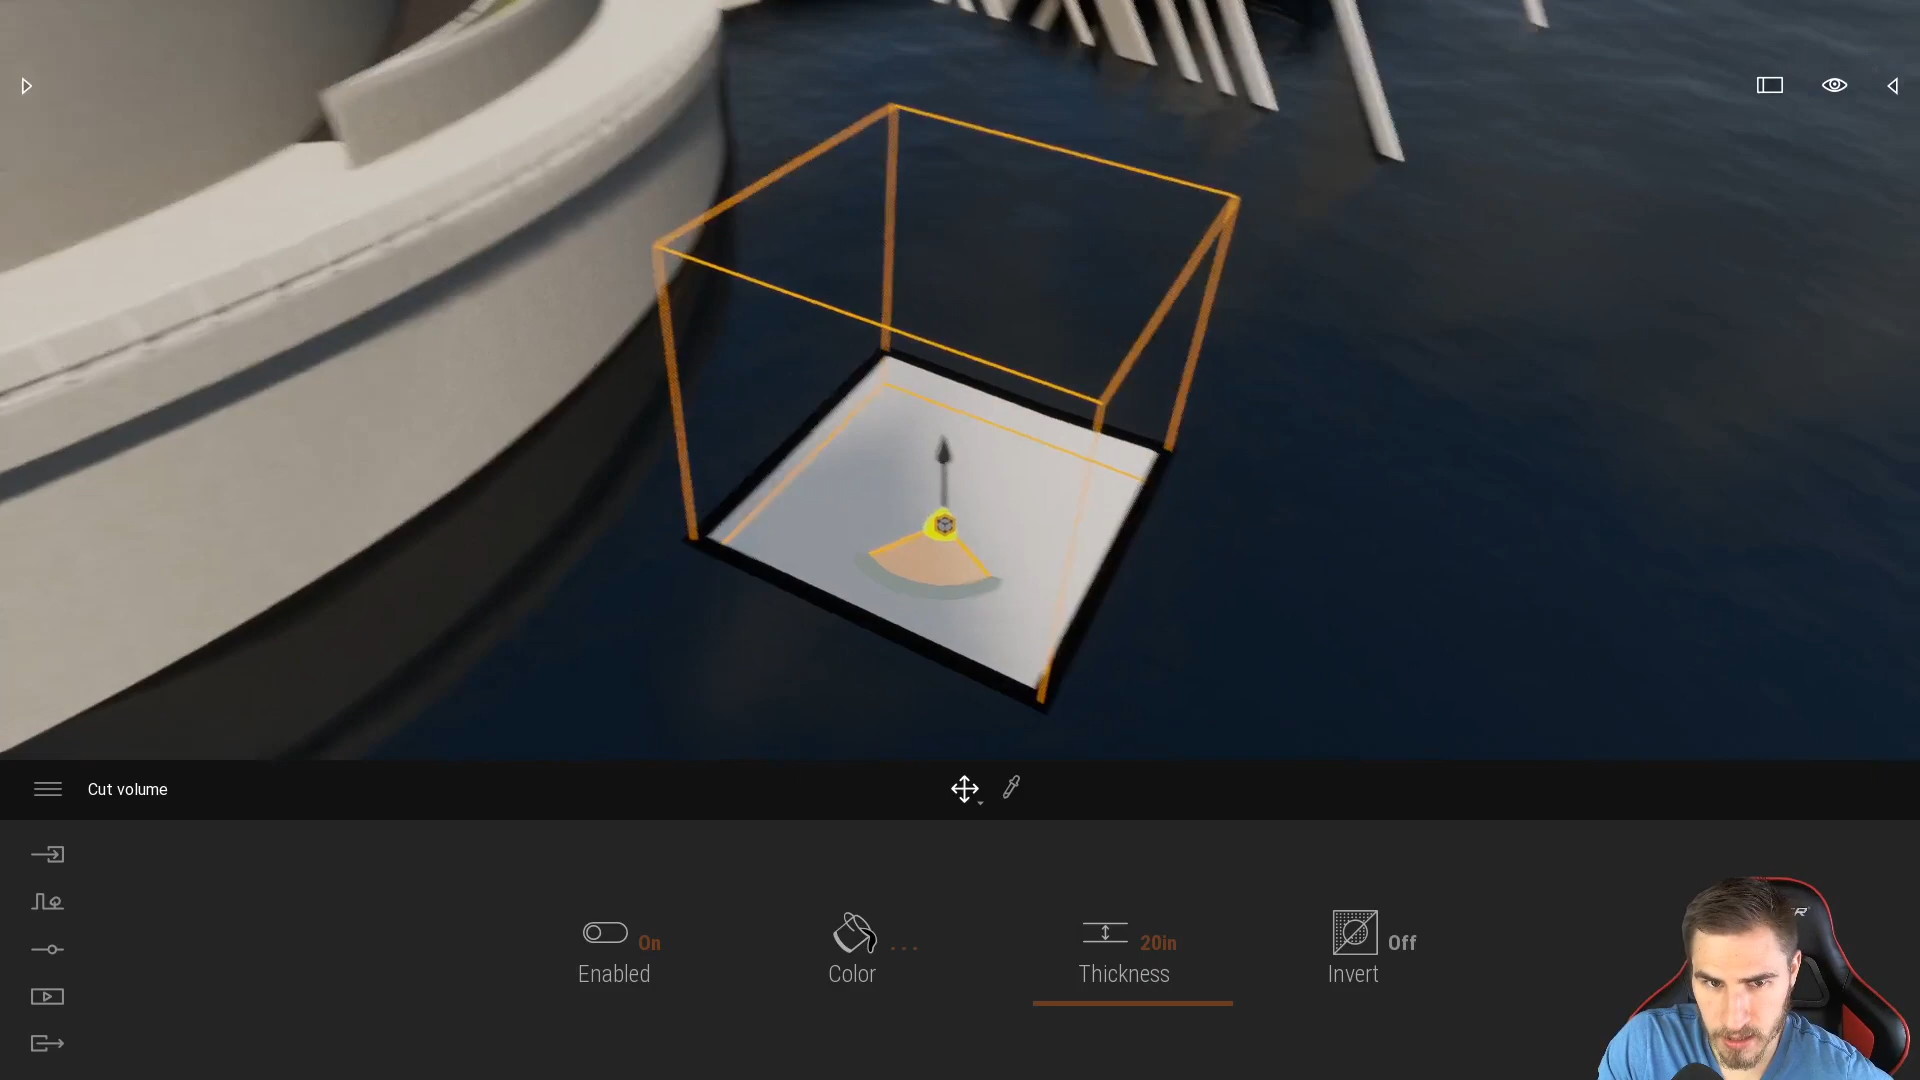 Cut volume
On
Enabled
...
Color
20in
Thickness
Off
Invert